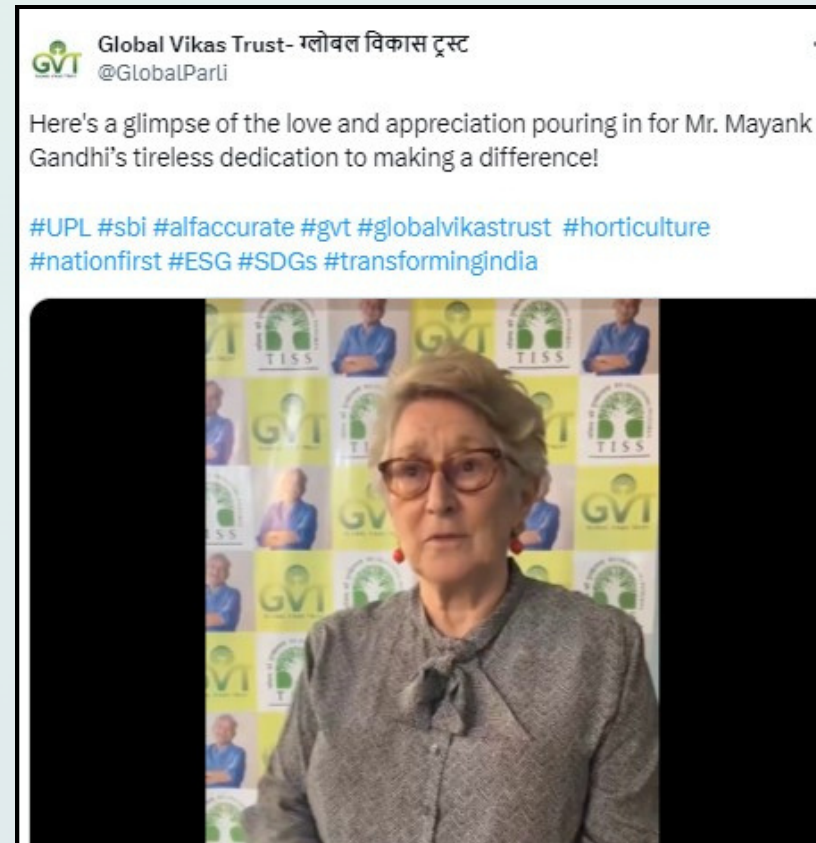 Global Vikas Trust- ग्लोबल विकास ट्रस्ट
GVT
@GlobalParli
Here's a glimpse of the love and appreciation pouring in for Mr. Mayank
Gandhi’s tireless dedication to making a difference!
#UPL #sbi #alfaccurate #gvt #globalvikastrust #horticulture
#nationfirst #ESG #SDGs #transformingindia
GVT
TISS
GVT
TISS
GVT
TISS
GVT
GVT
GVT